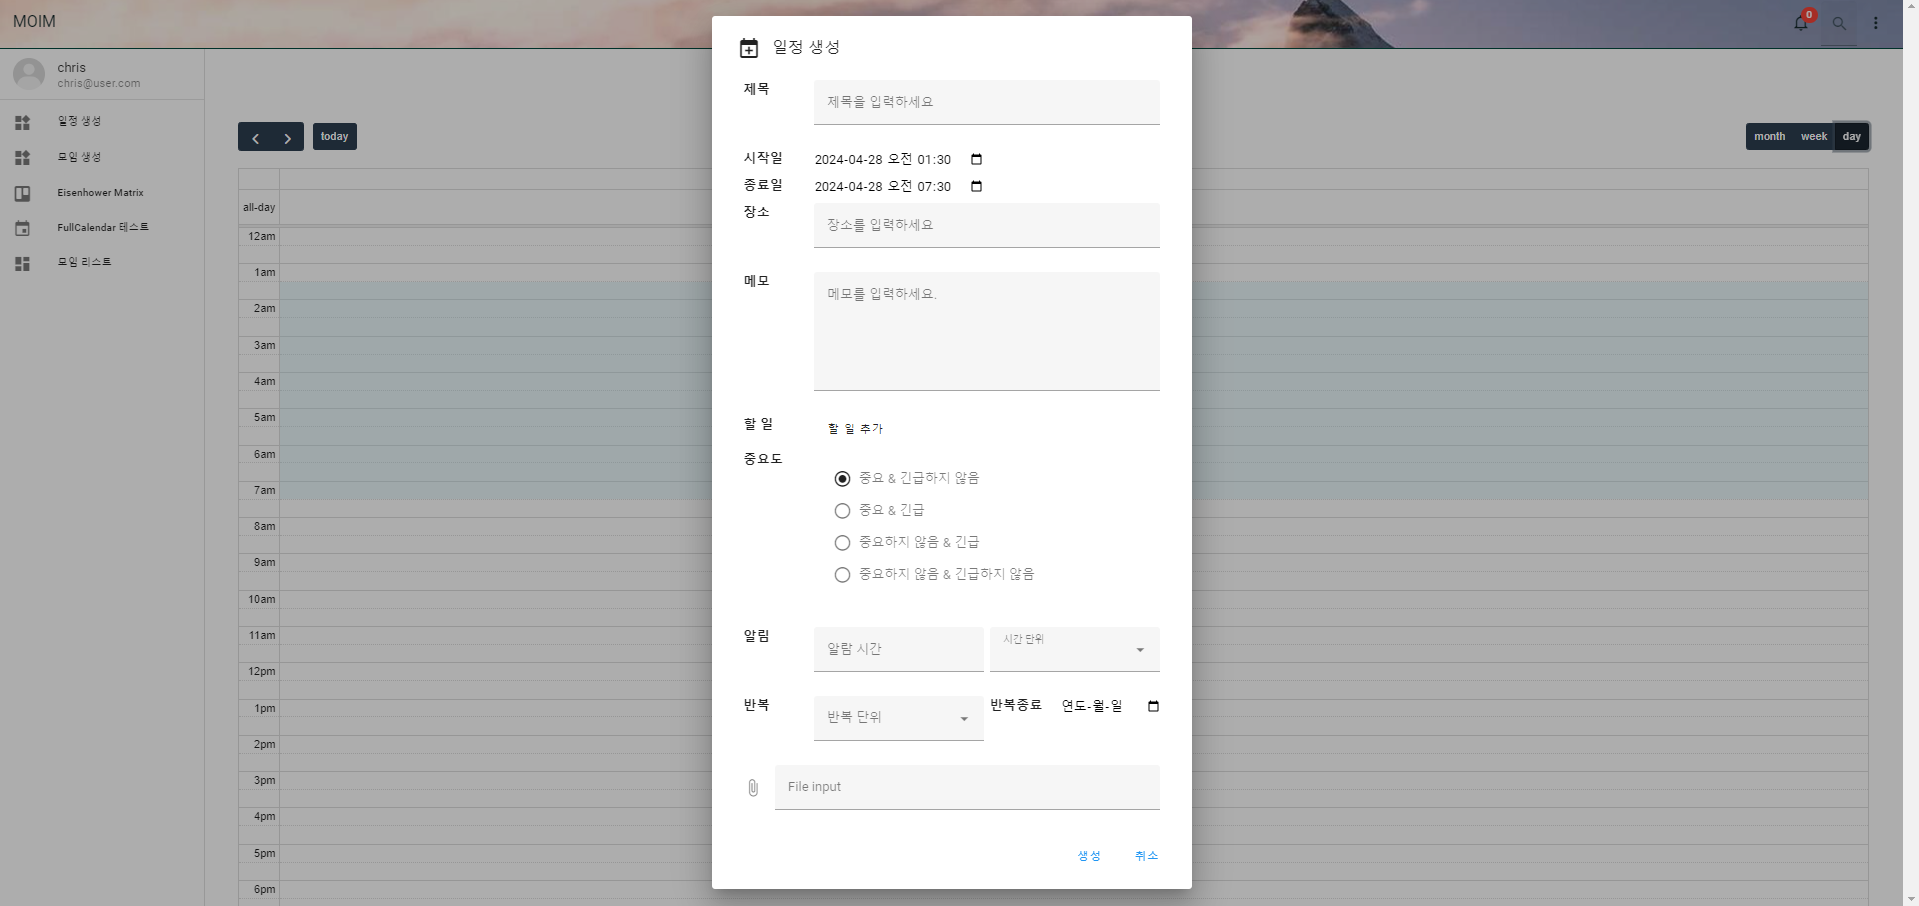 MOIM
0
chris
chris@user.com
일정 생성
모임 생성
Eisenhower Matrix
FullCalendar 테스트
모임 리스트
today
month week day
all-day
12am
1am
2am
3am
4am
5am
6am
7am
8am
9am
10am
11am
12pm
1pm
2pm
3pm
4pm
5pm
6pm
일정 생성
제목 제목을 입력하세요
시작일 2024-04-28 오전 01:30
종료일 2024-04-28 오전 07:30
장소 장소를 입력하세요
메모 메모를 입력하세요.
할 일 할 일 추가
중요도
중요 & 긴급하지 않음
중요 & 긴급
중요하지 않음 & 긴급
중요하지 않음 & 긴급하지 않음
알림 알람 시간 시간 단위
반복 반복 단위 반복종료 연도-월-일
File input
생성 취소